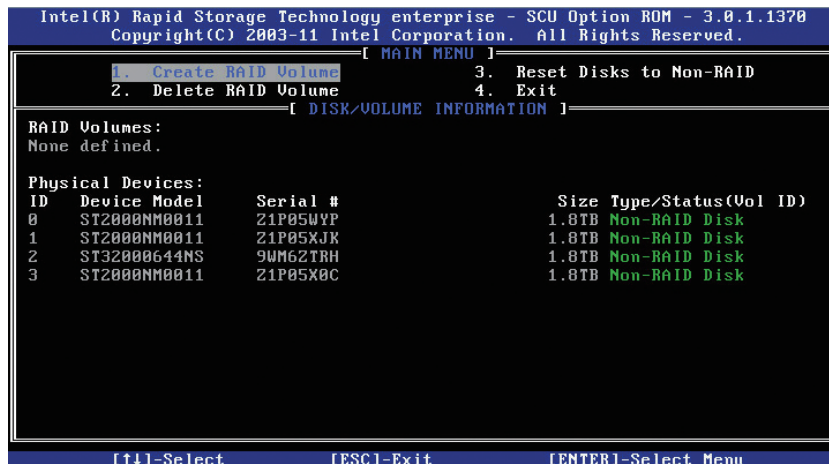 Intel(R) Rapid Storage Technology enterprise - SCU Option ROM - 3.0.1.1370
Copyright(C) 2003-11 Intel Corporation. All Rights Reserved.
[ MAIN MENU ]
1. Create RAID Volume 3. Reset Disks to Non-RAID
2. Delete RAID Volume 4. Exit
[ DISK/VOLUME INFORMATION ]
RAID Volumes:
None defined.
Physical Devices:
ID Device Model Serial # Size Type/Status(Vol ID)
0 ST2000NM0011 Z1P05WYP 1.8TB Non-RAID Disk
1 ST2000NM0011 Z1P05XJK 1.8TB Non-RAID Disk
2 ST32000644NS 9WM6ZTRH 1.8TB Non-RAID Disk
3 ST2000NM0011 Z1P05X0C 1.8TB Non-RAID Disk
[↑↓]-Select [ESC]-Exit [ENTER]-Select Menu